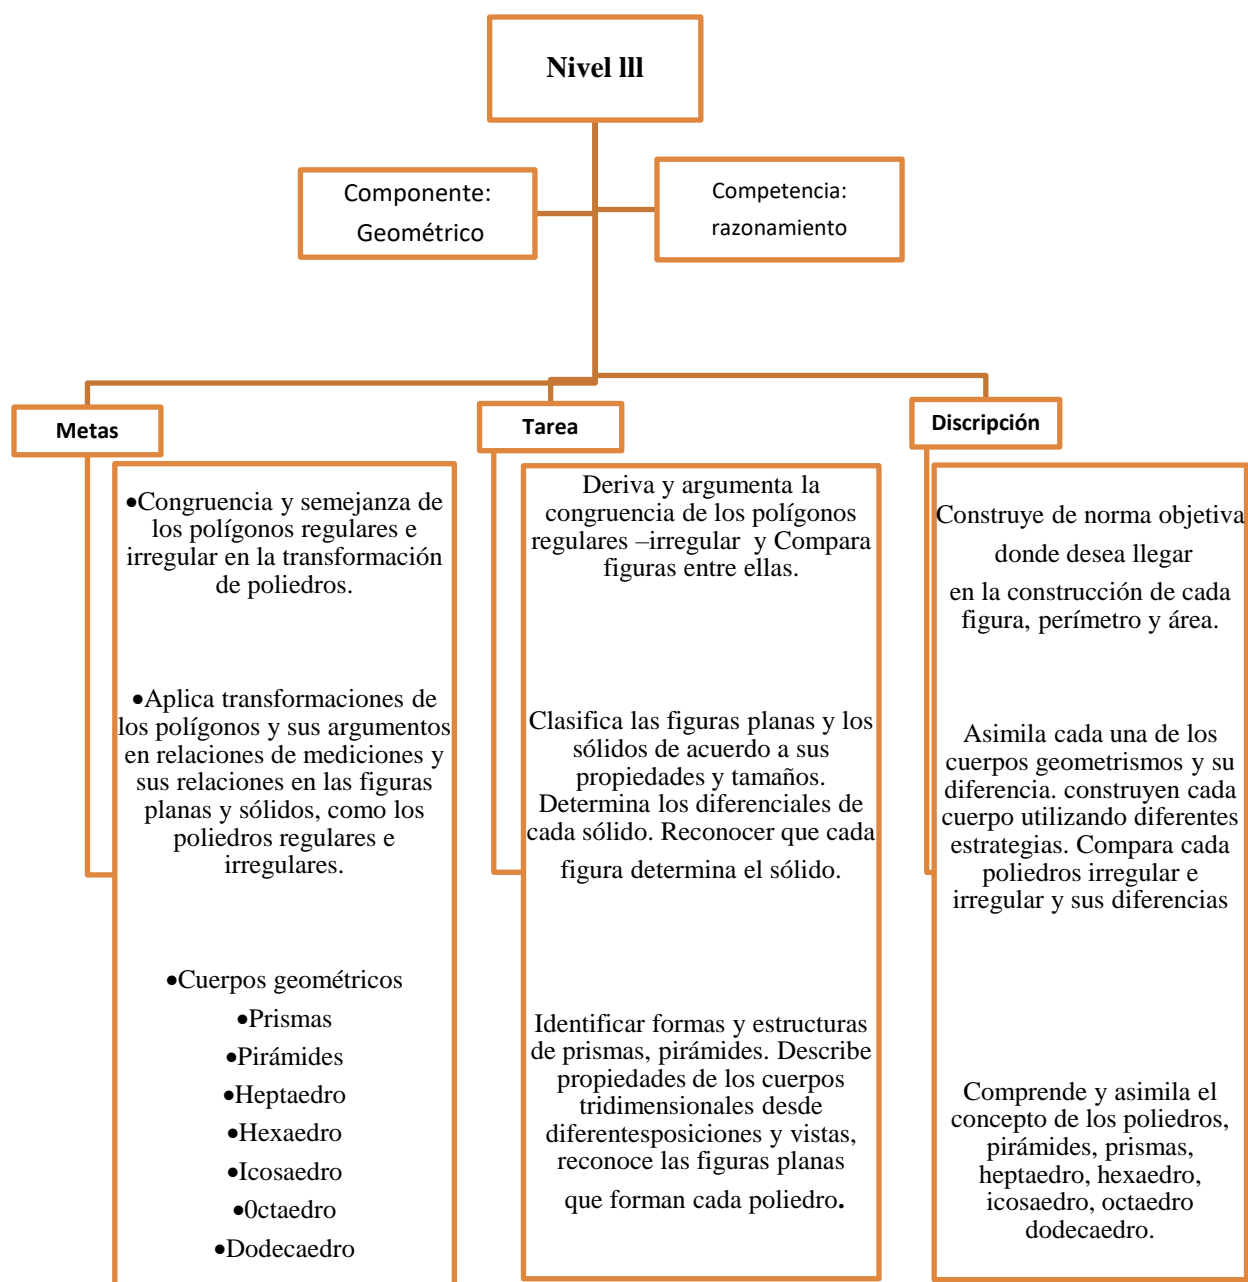 Nivel lll
Componente:
Geométrico
Competencia:
razonamiento
Metas
•Congruencia y semejanza de
los polígonos regulares e
irregular en la transformación
de poliedros.
•Aplica transformaciones de
los polígonos y sus argumentos
en relaciones de mediciones y
sus relaciones en las figuras
planas y sólidos, como los
poliedros regulares e
irregulares.
•Cuerpos geométricos
•Prismas
•Pirámides
•Heptaedro
•Hexaedro
•Icosaedro
•0ctaedro
•Dodecaedro
Tarea
Deriva y argumenta la
congruencia de los polígonos
regulares –irregular y Compara
figuras entre ellas.
Clasifica las figuras planas y los
sólidos de acuerdo a sus
propiedades y tamaños.
Determina los diferenciales de
cada sólido. Reconocer que cada
figura determina el sólido.
Identificar formas y estructuras
de prismas, pirámides. Describe
propiedades de los cuerpos
tridimensionales desde
diferentesposiciones y vistas,
reconoce las figuras planas
que forman cada poliedro.
Discripción
Construye de norma objetiva
donde desea llegar
en la construcción de cada
figura, perímetro y área.
Asimila cada una de los
cuerpos geometrismos y su
diferencia. construyen cada
cuerpo utilizando diferentes
estrategias. Compara cada
poliedros irregular e
irregular y sus diferencias
Comprende y asimila el
concepto de los poliedros,
pirámides, prismas,
heptaedro, hexaedro,
icosaedro, octaedro
dodecaedro.